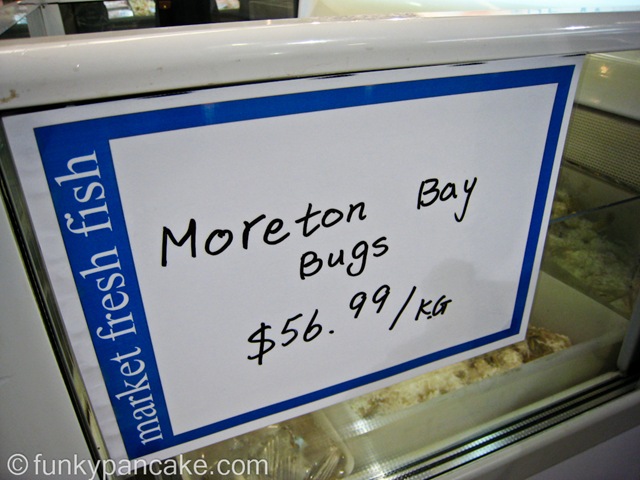 market fresh fish
Moreton Bay
Bugs
$56.99/KG
© funkypancake.com